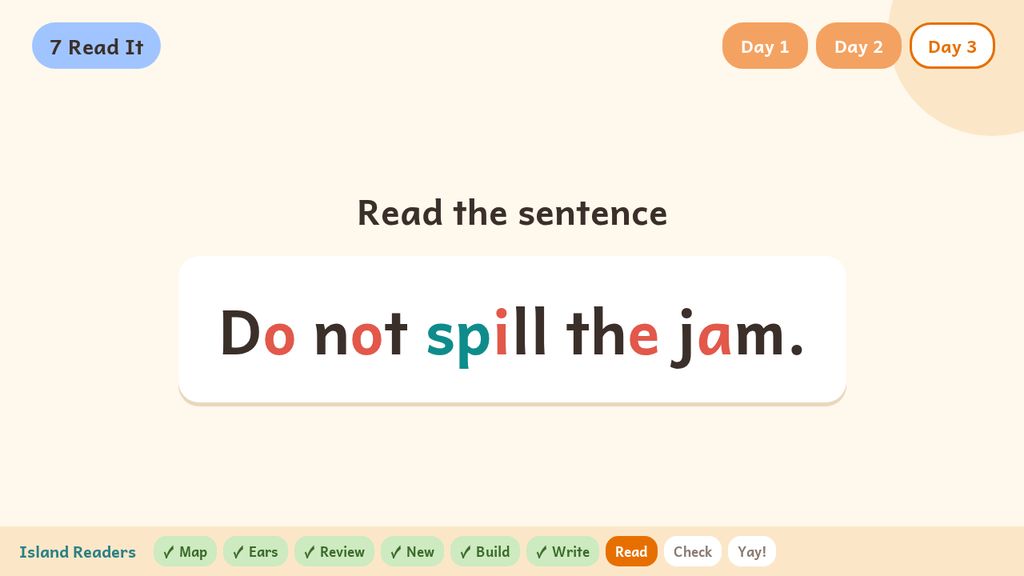 7 Read It
Day 1 Day 2 Day 3
Read the sentence
Do not spill the jam.
Island Readers ✓ Map ✓ Ears ✓ Review ✓ New ✓ Build ✓ Write Read Check Yay!